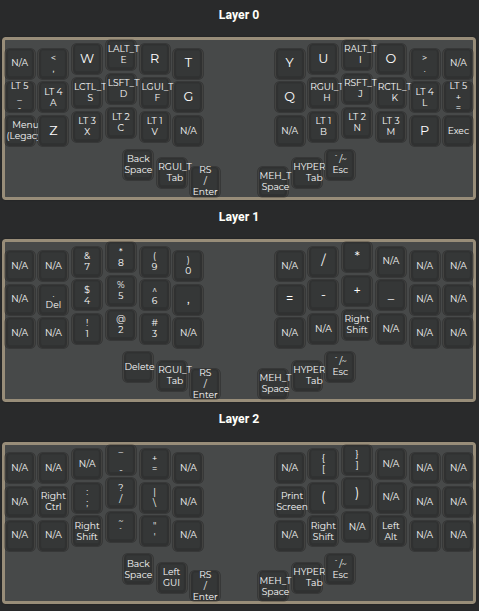 Layer 0
N/A < , W LALT_T E R T Y U RALT_T I O > . N/A
LT 5 _ - LT 4 A LCTL_T S LSFT_T D LGUI_T F G Q RGUI_T H RSFT_T J RCTL_T K LT 4 L LT 5 + =
Menu (Legac Z LT 3 X LT 2 C LT 1 V N/A N/A LT 1 B LT 2 N LT 3 M P Exec
Back Space RGUI_T Tab RS / Enter MEH_T Space HYPER Tab `/~ Esc
Layer 1
N/A N/A & 7 * 8 ( 9 ) 0 N/A / * N/A N/A N/A
N/A . Del $ 4 % 5 ^ 6 , = - + _ N/A N/A
N/A N/A ! 1 @ 2 # 3 N/A N/A N/A Right Shift N/A N/A N/A
Delete RGUI_T Tab RS / Enter MEH_T Space HYPER Tab `/~ Esc
Layer 2
N/A N/A N/A _ - + = N/A N/A { [ } ] N/A N/A N/A
N/A Right Ctrl : ; ? / | \ N/A Print Screen ( ) N/A N/A N/A
N/A N/A Right Shift ~ ` " ' N/A N/A Right Shift N/A Left Alt N/A N/A
Back Space Left GUI RS / Enter MEH_T Space HYPER Tab `/~ Esc